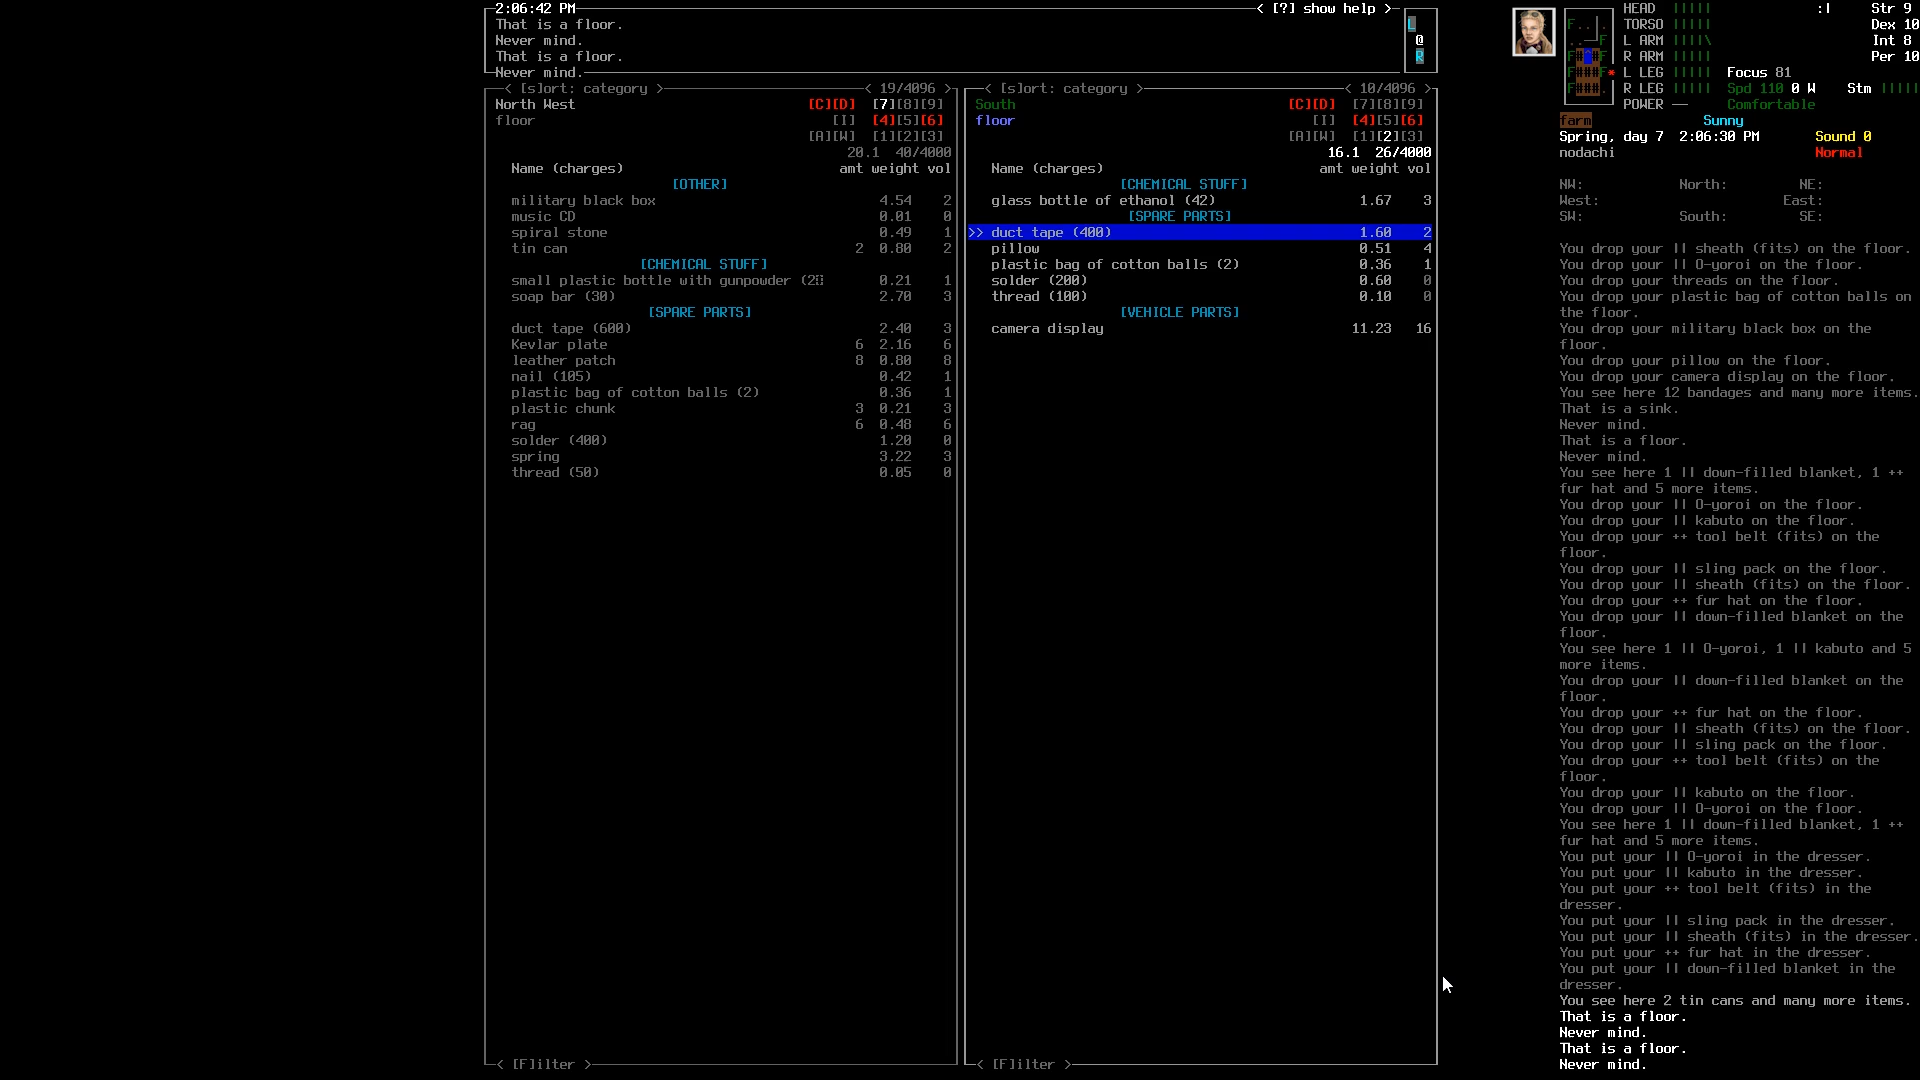 2:06:42 PM < [?] show help >
That is a floor.
Never mind.
That is a floor.
Never mind.
L
@
R
< [s]ort: category > < 19/4096 >
North West [C][D] [7][8][9]
floor [I] [4][5][6]
[A][W] [1][2][3]
20.1 40/4000
Name (charges) amt weight vol
[OTHER]
military black box 4.54 2
music CD 0.01 0
spiral stone 0.49 1
tin can 2 0.80 2
[CHEMICAL STUFF]
small plastic bottle with gunpowder (2 0.21 1
soap bar (30) 2.70 3
[SPARE PARTS]
duct tape (600) 2.40 3
Kevlar plate 6 2.16 6
leather patch 8 0.80 8
nail (105) 0.42 1
plastic bag of cotton balls (2) 0.36 1
plastic chunk 3 0.21 3
rag 6 0.48 6
solder (400) 1.20 0
spring 3.22 3
thread (50) 0.05 0
< [F]ilter >
< [s]ort: category > < 10/4096 >
South [C][D] [7][8][9]
floor [I] [4][5][6]
[A][W] [1][2][3]
16.1 26/4000
Name (charges) amt weight vol
[CHEMICAL STUFF]
glass bottle of ethanol (42) 1.67 3
[SPARE PARTS]
>> duct tape (400) 1.60 2
pillow 0.51 4
plastic bag of cotton balls (2) 0.36 1
solder (200) 0.60 0
thread (100) 0.10 0
[VEHICLE PARTS]
camera display 11.23 16
< [F]ilter >
HEAD ||||| :| Str 9
TORSO ||||| Dex 10
L ARM ||||\ Int 8
R ARM ||||| Per 10
L LEG ||||| Focus 81
R LEG ||||| Spd 110 0 W Stm |||||
POWER -- Comfortable
farm Sunny
Spring, day 7 2:06:30 PM Sound 0
nodachi Normal
NW: North: NE:
West: East:
SW: South: SE:
You drop your || sheath (fits) on the floor.
You drop your || O-yoroi on the floor.
You drop your threads on the floor.
You drop your plastic bag of cotton balls on
the floor.
You drop your military black box on the
floor.
You drop your pillow on the floor.
You drop your camera display on the floor.
You see here 12 bandages and many more items.
That is a sink.
Never mind.
That is a floor.
Never mind.
You see here 1 || down-filled blanket, 1 ++
fur hat and 5 more items.
You drop your || O-yoroi on the floor.
You drop your || kabuto on the floor.
You drop your ++ tool belt (fits) on the
floor.
You drop your || sling pack on the floor.
You drop your || sheath (fits) on the floor.
You drop your ++ fur hat on the floor.
You drop your || down-filled blanket on the
floor.
You see here 1 || O-yoroi, 1 || kabuto and 5
more items.
You drop your || down-filled blanket on the
floor.
You drop your ++ fur hat on the floor.
You drop your || sheath (fits) on the floor.
You drop your || sling pack on the floor.
You drop your ++ tool belt (fits) on the
floor.
You drop your || kabuto on the floor.
You drop your || O-yoroi on the floor.
You see here 1 || down-filled blanket, 1 ++
fur hat and 5 more items.
You put your || O-yoroi in the dresser.
You put your || kabuto in the dresser.
You put your ++ tool belt (fits) in the
dresser.
You put your || sling pack in the dresser.
You put your || sheath (fits) in the dresser.
You put your ++ fur hat in the dresser.
You put your || down-filled blanket in the
dresser.
You see here 2 tin cans and many more items.
That is a floor.
Never mind.
That is a floor.
Never mind.